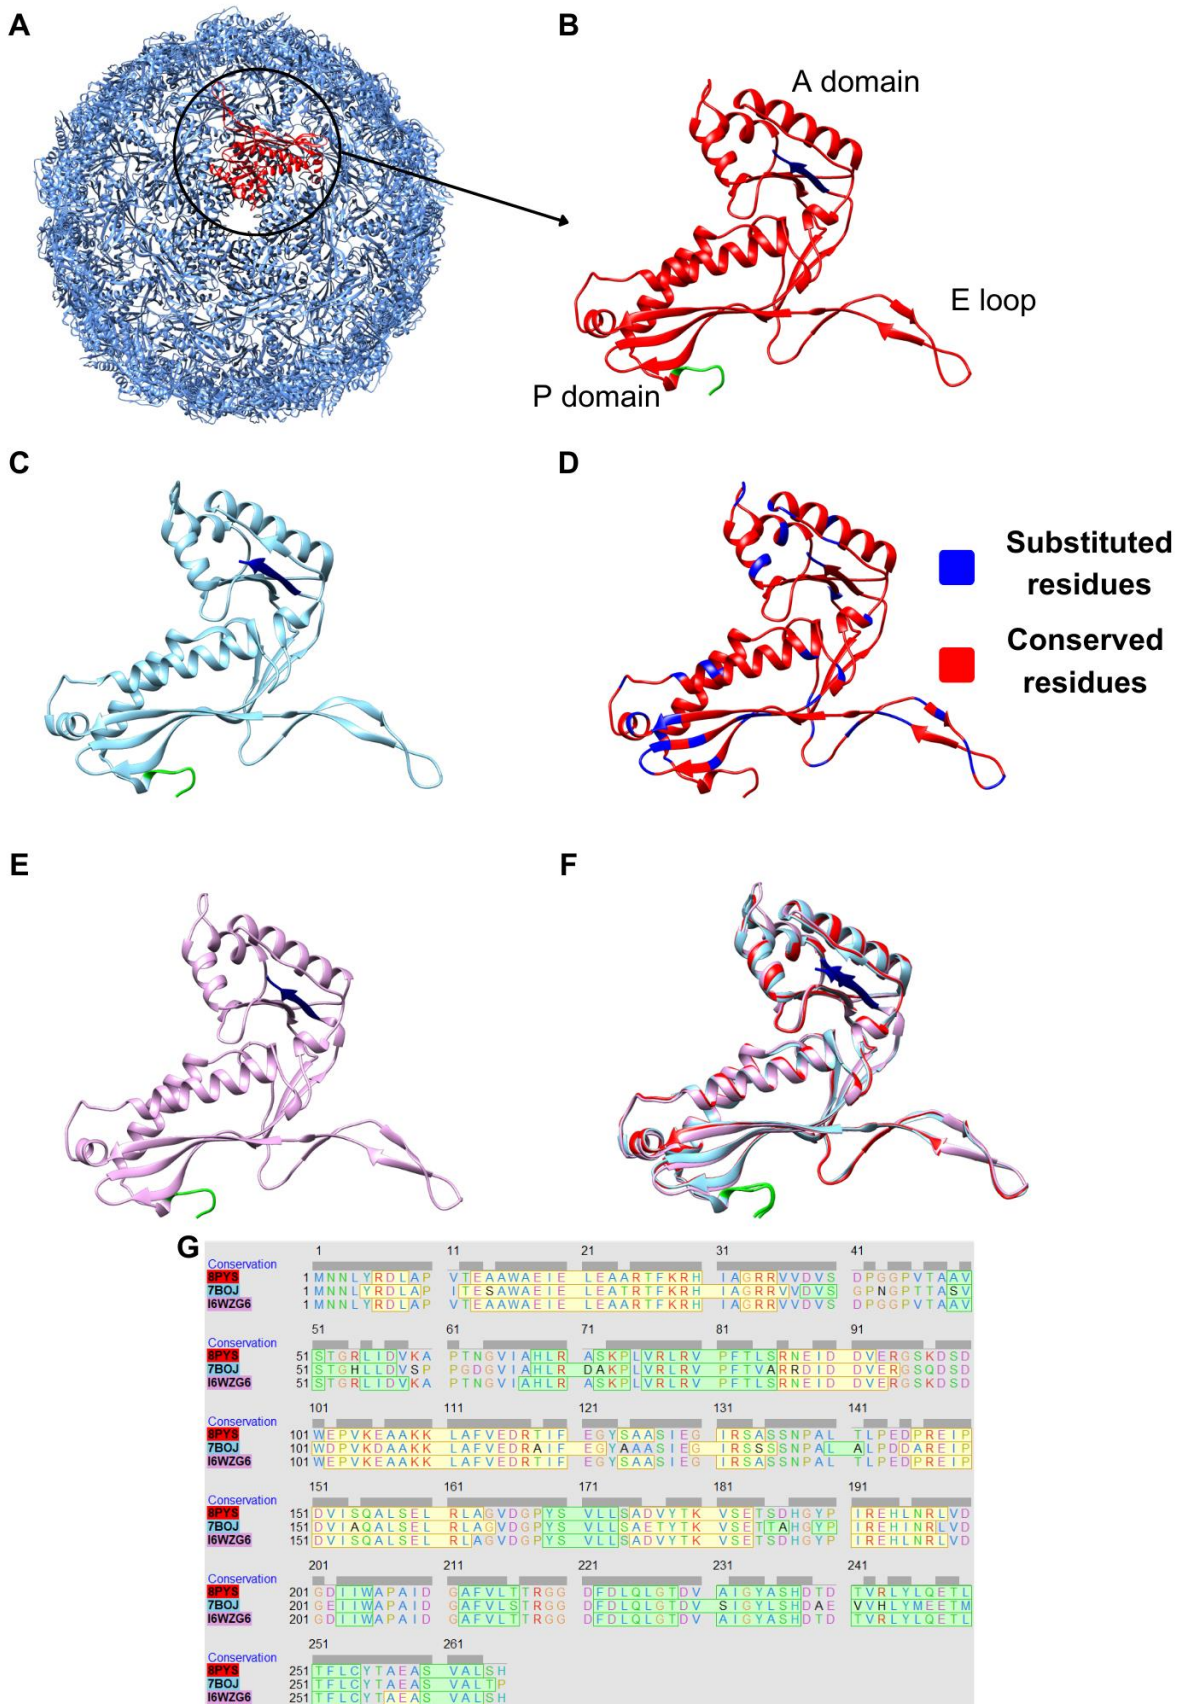 A
B
A domain
E loop
P domain
C
D
Substituted
residues
Conserved
residues
E
F
G
1 11 21 31 41
Conservation
8PYS 1 MNNLYRDLAP VTEAAWAEIE LEAARTFKRH IAGRRVVDVS DPGGPVTAAV
7BOJ 1 MNNLYRDLAP ITESAWAEIE LEATRTFKRH IAGRRVVDVS GPNGPTTASV
I6WZG6 1 MNNLYRDLAP VTEAAWAEIE LEAARTFKRH IAGRRVVDVS DPGGPVTAAV
51 61 71 81 91
Conservation
8PYS 51 STGRLIDVKA PTNGVIAHLR ASKPLVRLRV PFTLSRNEID DVERGSKDSD
7BOJ 51 STGHLLDVSP PGDGVIAHLR DAKPLVRLRV PFTVARRDID DVERGSQDSD
I6WZG6 51 STGRLIDVKA PTNGVIAHLR ASKPLVRLRV PFTLSRNEID DVERGSKDSD
101 111 121 131 141
Conservation
8PYS 101 WEPVKEAAKK LAFVEDRTIF EGYSAASIEG IRSASSNPAL TLPEDPREIP
7BOJ 101 WDPVKDAAKK LAFVEDRAIF EGYAAASIEG IRSSSSNPAL ALPDDAREIP
I6WZG6 101 WEPVKEAAKK LAFVEDRTIF EGYSAASIEG IRSASSNPAL TLPEDPREIP
151 161 171 181 191
Conservation
8PYS 151 DVISQALSEL RLAGVDGPYS VLLSADVYTK VSETSDHGYP IREHLNRLVD
7BOJ 151 DVIAQALSEL RLAGVDGPYS VLLSAETYTK VSETTAHGYP IREHINRLVD
I6WZG6 151 DVISQALSEL RLAGVDGPYS VLLSADVYTK VSETSDHGYP IREHLNRLVD
201 211 221 231 241
Conservation
8PYS 201 GDIIWAPAID GAFVLTTRGG DFDLQLGTDV AIGYASHDTD TVRLYLQETL
7BOJ 201 GEIIWAPAID GAFVLSTRGG DFDLQLGTDV SIGYLSHDAE VVHLYMEETM
I6WZG6 201 GDIIWAPAID GAFVLTTRGG DFDLQLGTDV AIGYASHDTD TVRLYLQETL
251 261
Conservation
8PYS 251 TFLCYTAEAS VALSH
7BOJ 251 TFLCYTAEAS VALTP
I6WZG6 251 TFLCYTAEAS VALSH